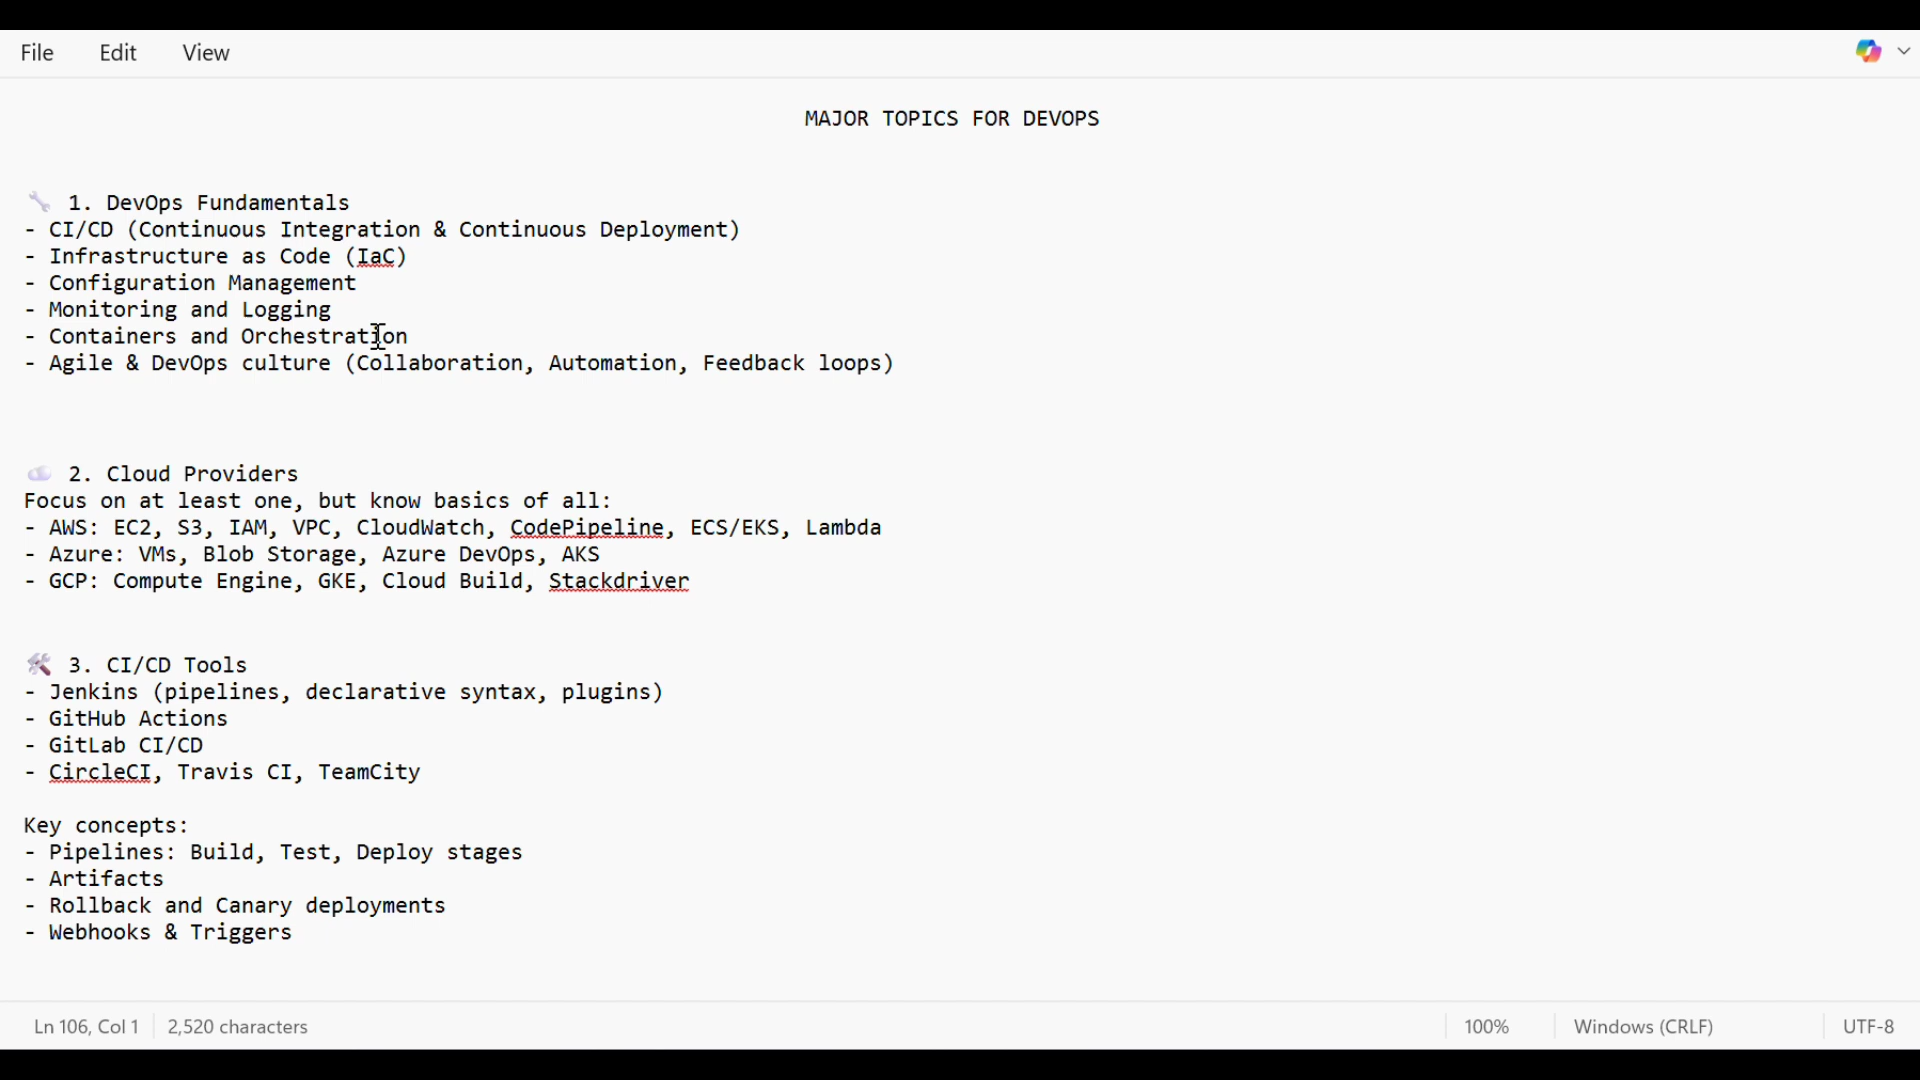 File Edit View
MAJOR TOPICS FOR DEVOPS
🔧 1. DevOps Fundamentals
- CI/CD (Continuous Integration & Continuous Deployment)
- Infrastructure as Code (IaC)
- Configuration Management
- Monitoring and Logging
- Containers and Orchestration
- Agile & DevOps culture (Collaboration, Automation, Feedback loops)
☁️ 2. Cloud Providers
Focus on at least one, but know basics of all:
- AWS: EC2, S3, IAM, VPC, CloudWatch, CodePipeline, ECS/EKS, Lambda
- Azure: VMs, Blob Storage, Azure DevOps, AKS
- GCP: Compute Engine, GKE, Cloud Build, Stackdriver
🛠️ 3. CI/CD Tools
- Jenkins (pipelines, declarative syntax, plugins)
- GitHub Actions
- GitLab CI/CD
- CircleCI, Travis CI, TeamCity
Key concepts:
- Pipelines: Build, Test, Deploy stages
- Artifacts
- Rollback and Canary deployments
- Webhooks & Triggers
Ln 106, Col 1 2,520 characters 100% Windows (CRLF) UTF-8